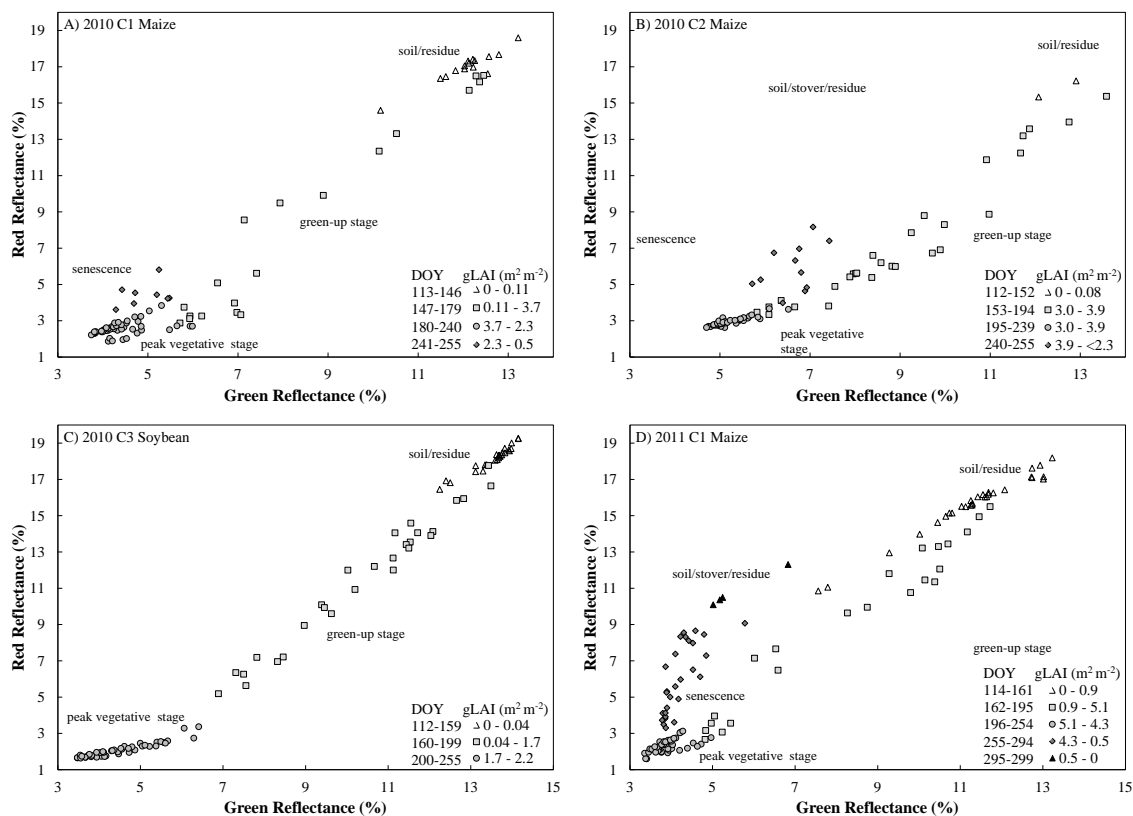 A) 2010 C1 Maize
19
17
15
13
11
9
7
5
3
1
Red Reflectance (%)
soil/residue
green-up stage
senescence
peak vegetative stage
DOY gLAI (m² m⁻²)
113-146 0 - 0.11
147-179 0.11 - 3.7
180-240 3.7 - 2.3
241-255 2.3 - 0.5
3 5 7 9 11 13
Green Reflectance (%)
B) 2010 C2 Maize
19
17
15
13
11
9
7
5
3
1
Red Reflectance (%)
soil/residue
soil/stover/residue
senescence
green-up stage
peak vegetative
stage
DOY gLAI (m² m⁻²)
112-152 0 - 0.08
153-194 3.0 - 3.9
195-239 3.0 - 3.9
240-255 3.9 - <2.3
3 5 7 9 11 13
Green Reflectance (%)
C) 2010 C3 Soybean
19
17
15
13
11
9
7
5
3
1
Red Reflectance (%)
soil/residue
green-up stage
peak vegetative stage
DOY gLAI (m² m⁻²)
112-159 0 - 0.04
160-199 0.04 - 1.7
200-255 1.7 - 2.2
3 5 7 9 11 13
Green Reflectance (%)
D) 2011 C1 Maize
19
17
15
13
11
9
7
5
3
1
Red Reflectance (%)
soil/residue
soil/stover/residue
green-up stage
senescence
peak vegetative stage
DOY gLAI (m² m⁻²)
114-161 0 - 0.9
162-195 0.9 - 5.1
196-254 5.1 - 4.3
255-294 4.3 - 0.5
295-299 0.5 - 0
3 5 7 9 11 13 15
Green Reflectance (%)